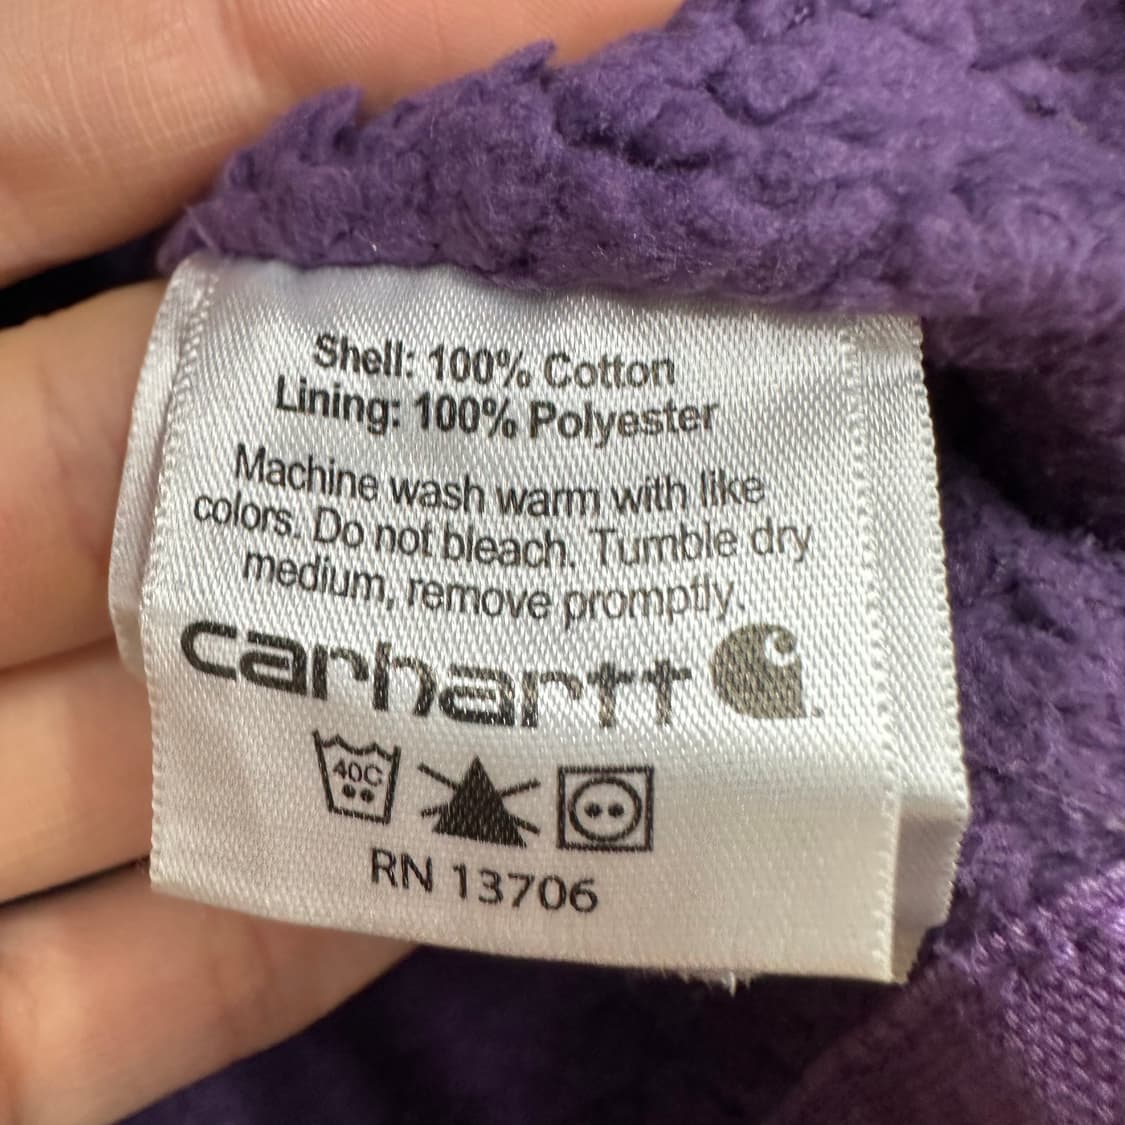 Shell: 100% Cotton
Lining: 100% Polyester
Machine wash warm with like
colors. Do not bleach. Tumble dry
medium, remove promptly.
carhartt
40C
RN 13706